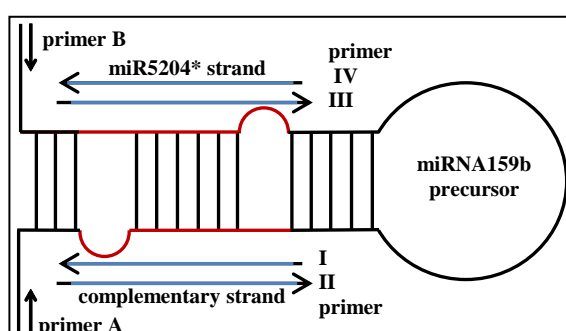 primer B
miR5204* strand
primer
IV
III
miRNA159b
precursor
I
II
complementary strand
primer
primer A